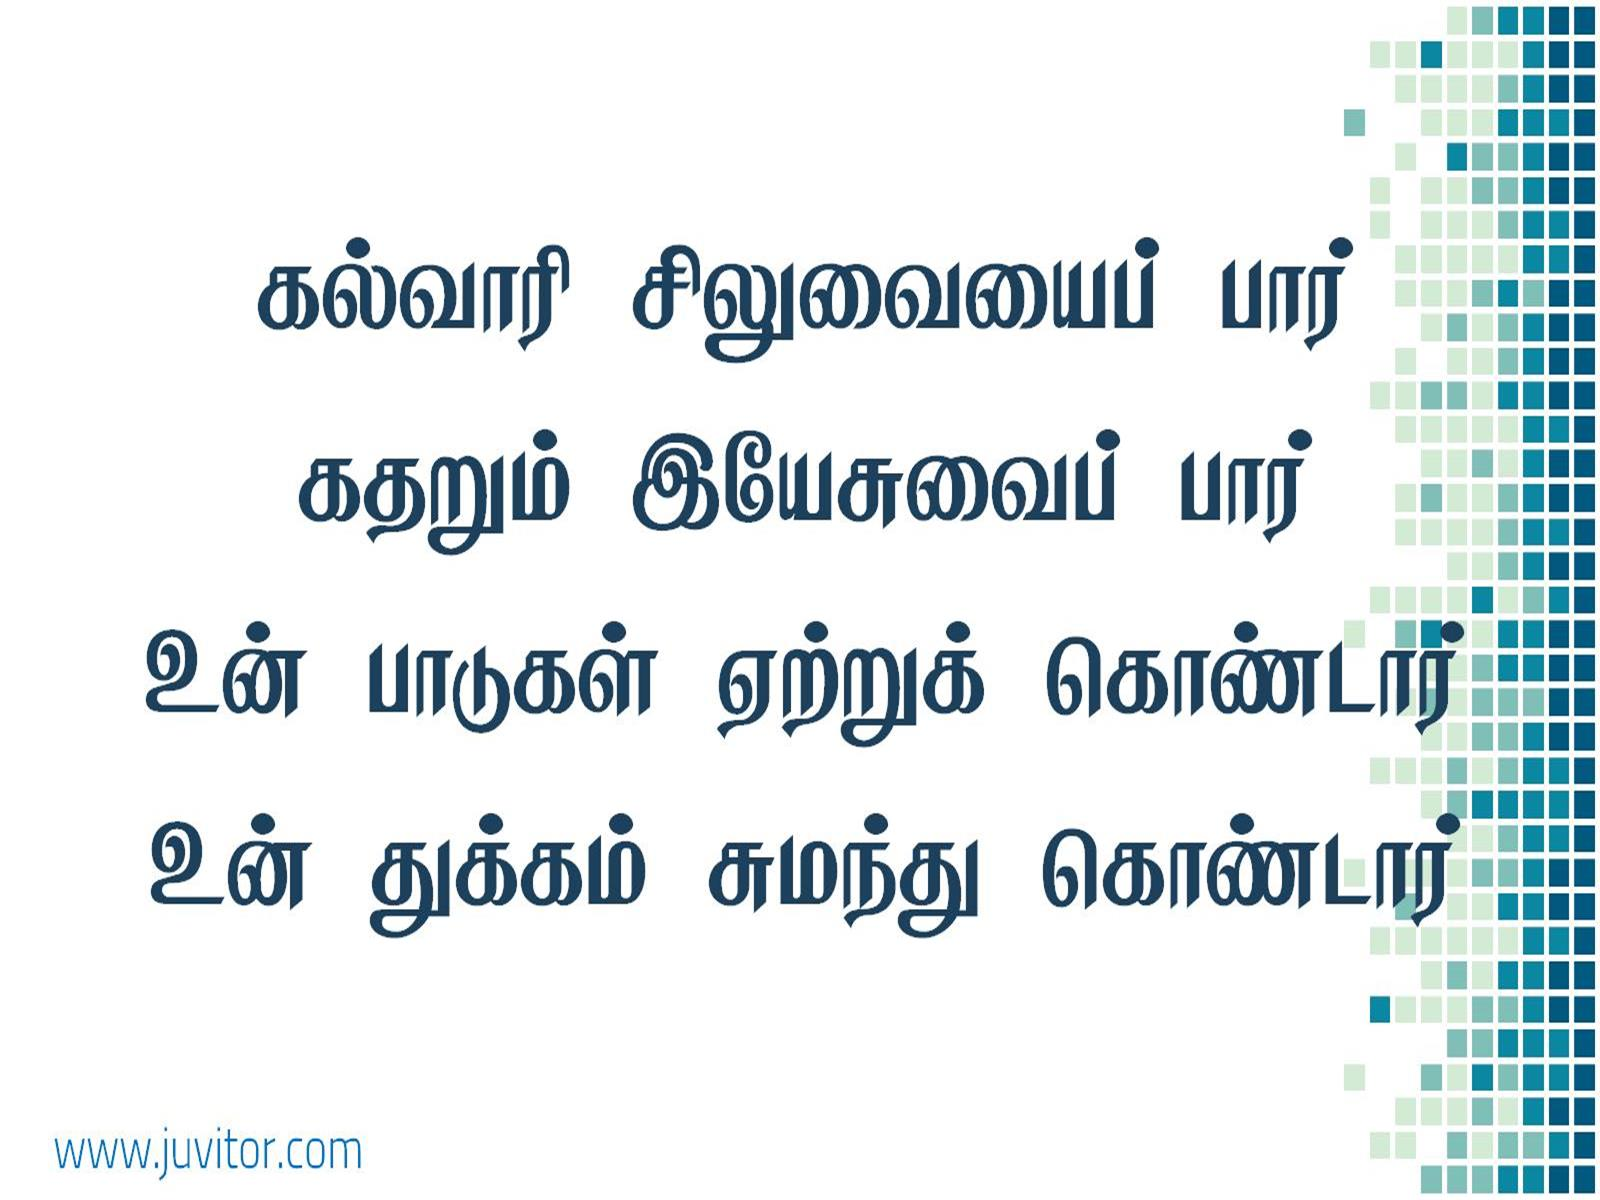 கல்வாரி சிலுவையைப் பார்
கதறும் இயேசுவைப் பார்
உன் பாடுகள் ஏற்றுக் கொண்டார்
உன் துக்கம் சுமந்து கொண்டார்
www.juvitor.com